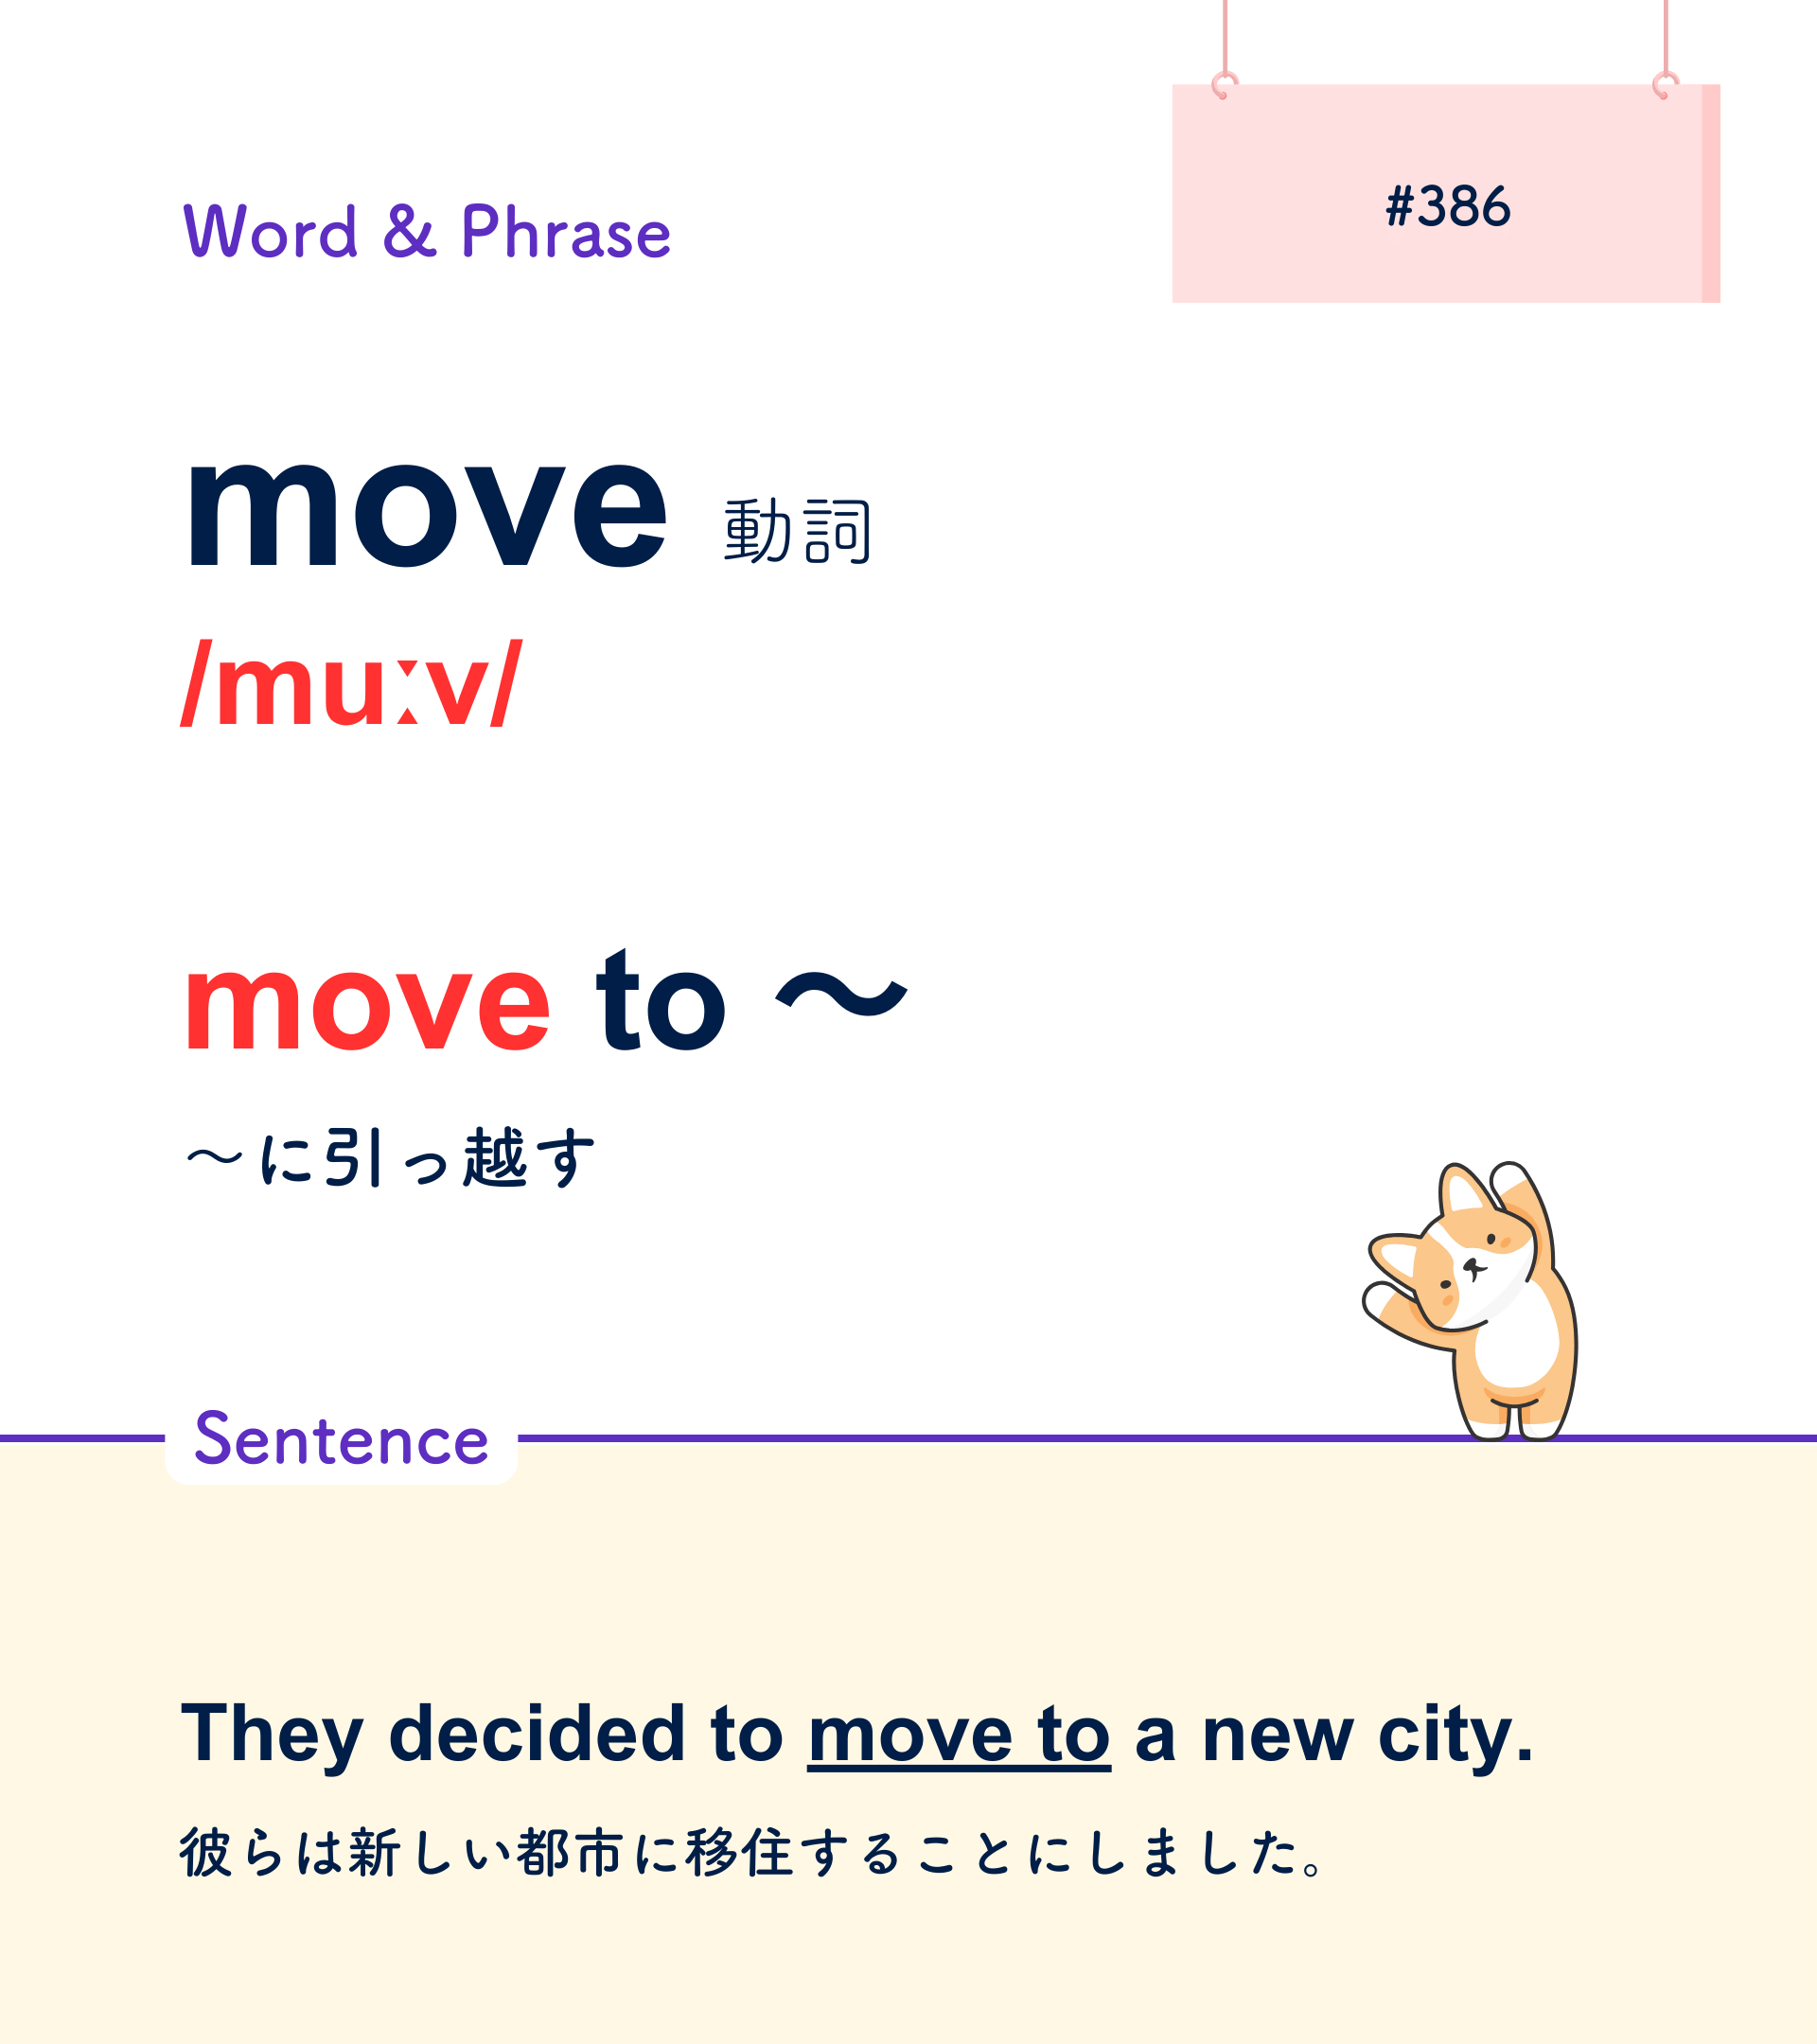 #386
Word & Phrase
move 動詞
/muːv/
move to ～
～に引っ越す
Sentence
They decided to move to a new city.
彼らは新しい都市に移住することにしました。